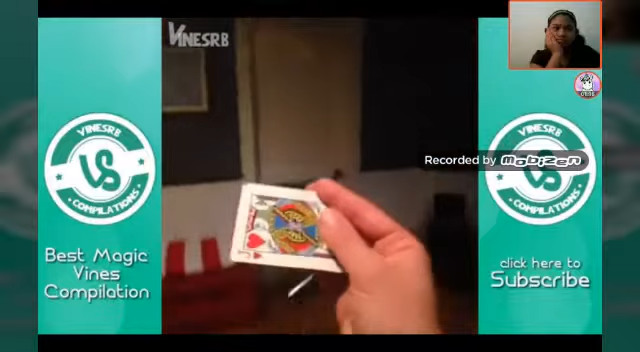 VINESRB
VINESRB
VS
COMPILATIONS
Best Magic
Vines
Compilation
J
Recorded by MOBIZEN
VINESRB
VS
COMPILATIONS
click here to
Subscribe